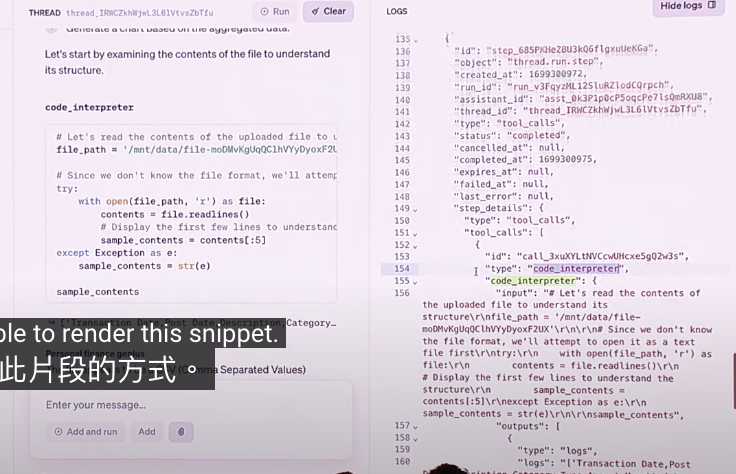 THREAD thread_IRWCZkhWjwL3L6lVtvsZbTfu
Run
Clear
Generate a chart based on the aggregated data.
Let's start by examining the contents of the file to understand
its structure.
code_interpreter
# Let's read the contents of the uploaded file to u
file_path = '/mnt/data/file-moDMvKgUqQClhVYyDyoxF2U
# Since we don't know the file format, we'll attemp
try:
with open(file_path, 'r') as file:
contents = file.readlines()
# Display the first few lines to understand
sample_contents = contents[:5]
except Exception as e:
sample_contents = str(e)
sample_contents
['Transaction Date,Post Date,Description,Category…
Personal finance genius
V (Comma Separated Values)
ble to render this snippet.
此片段的方式。
Enter your message...
Add and run
Add
LOGS
Hide logs
135 {
136 "id": "step_685PKHeZBU3kQ6flgxuUeKGa",
137 "object": "thread.run.step",
138 "created_at": 1699300972,
139 "run_id": "run_v3FqyzML12SluRZlodCQrpch",
140 "assistant_id": "asst_0k3P1p0cP5oqcPe7lsQmRXU8",
141 "thread_id": "thread_IRWCZkhWjwL3L6lVtvsZbTfu",
142 "type": "tool_calls",
143 "status": "completed",
144 "cancelled_at": null,
145 "completed_at": 1699300975,
146 "expires_at": null,
147 "failed_at": null,
148 "last_error": null,
149 "step_details": {
150 "type": "tool_calls",
151 "tool_calls": [
152 {
153 "id": "call_3xuXYLtNVCcwUHcxe5gQ2w3s",
154 "type": "code_interpreter",
155 "code_interpreter": {
156 "input": "# Let's read the contents of
the uploaded file to understand its
structure\r\nfile_path = '/mnt/data/file-
moDMvKgUqQClhVYyDyoxF2UX'\r\n\r\n# Since we don't know
the file format, we'll attempt to open it as a text
file first\r\ntry:\r\n with open(file_path, 'r') as
file:\r\n contents = file.readlines()\r\n
# Display the first few lines to understand the
structure\r\n sample_contents =
contents[:5]\r\nexcept Exception as e:\r\n
sample_contents = str(e)\r\n\r\nsample_contents",
157 "outputs": [
158 {
159 "type": "logs",
160 "logs": "['Transaction Date,Post